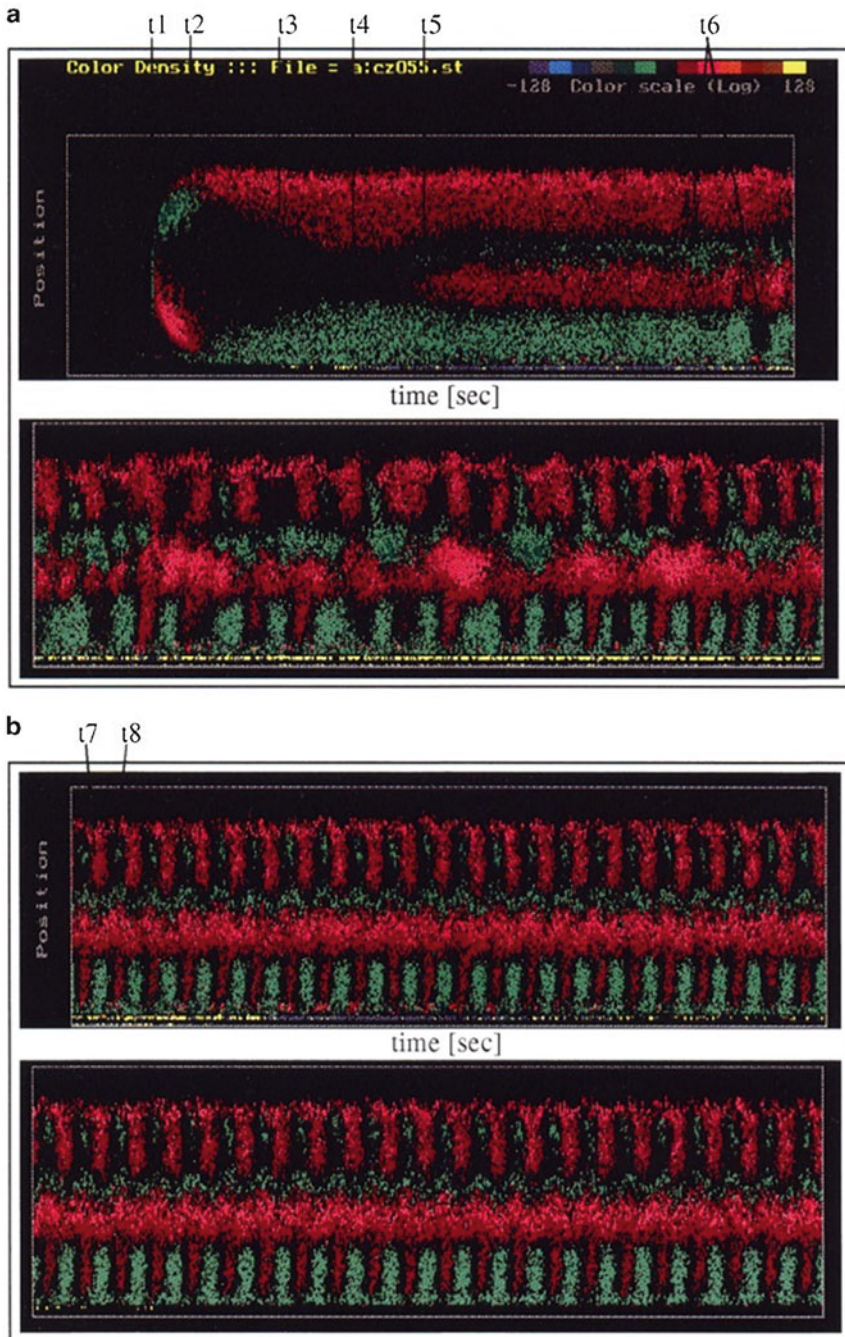 a
t1 t2 t3 t4 t5 t6
Color Density ::: File = a:cz055.st
-128 Color scale (Log) 128
Position
time [sec]
b
t7 t8
Position
time [sec]